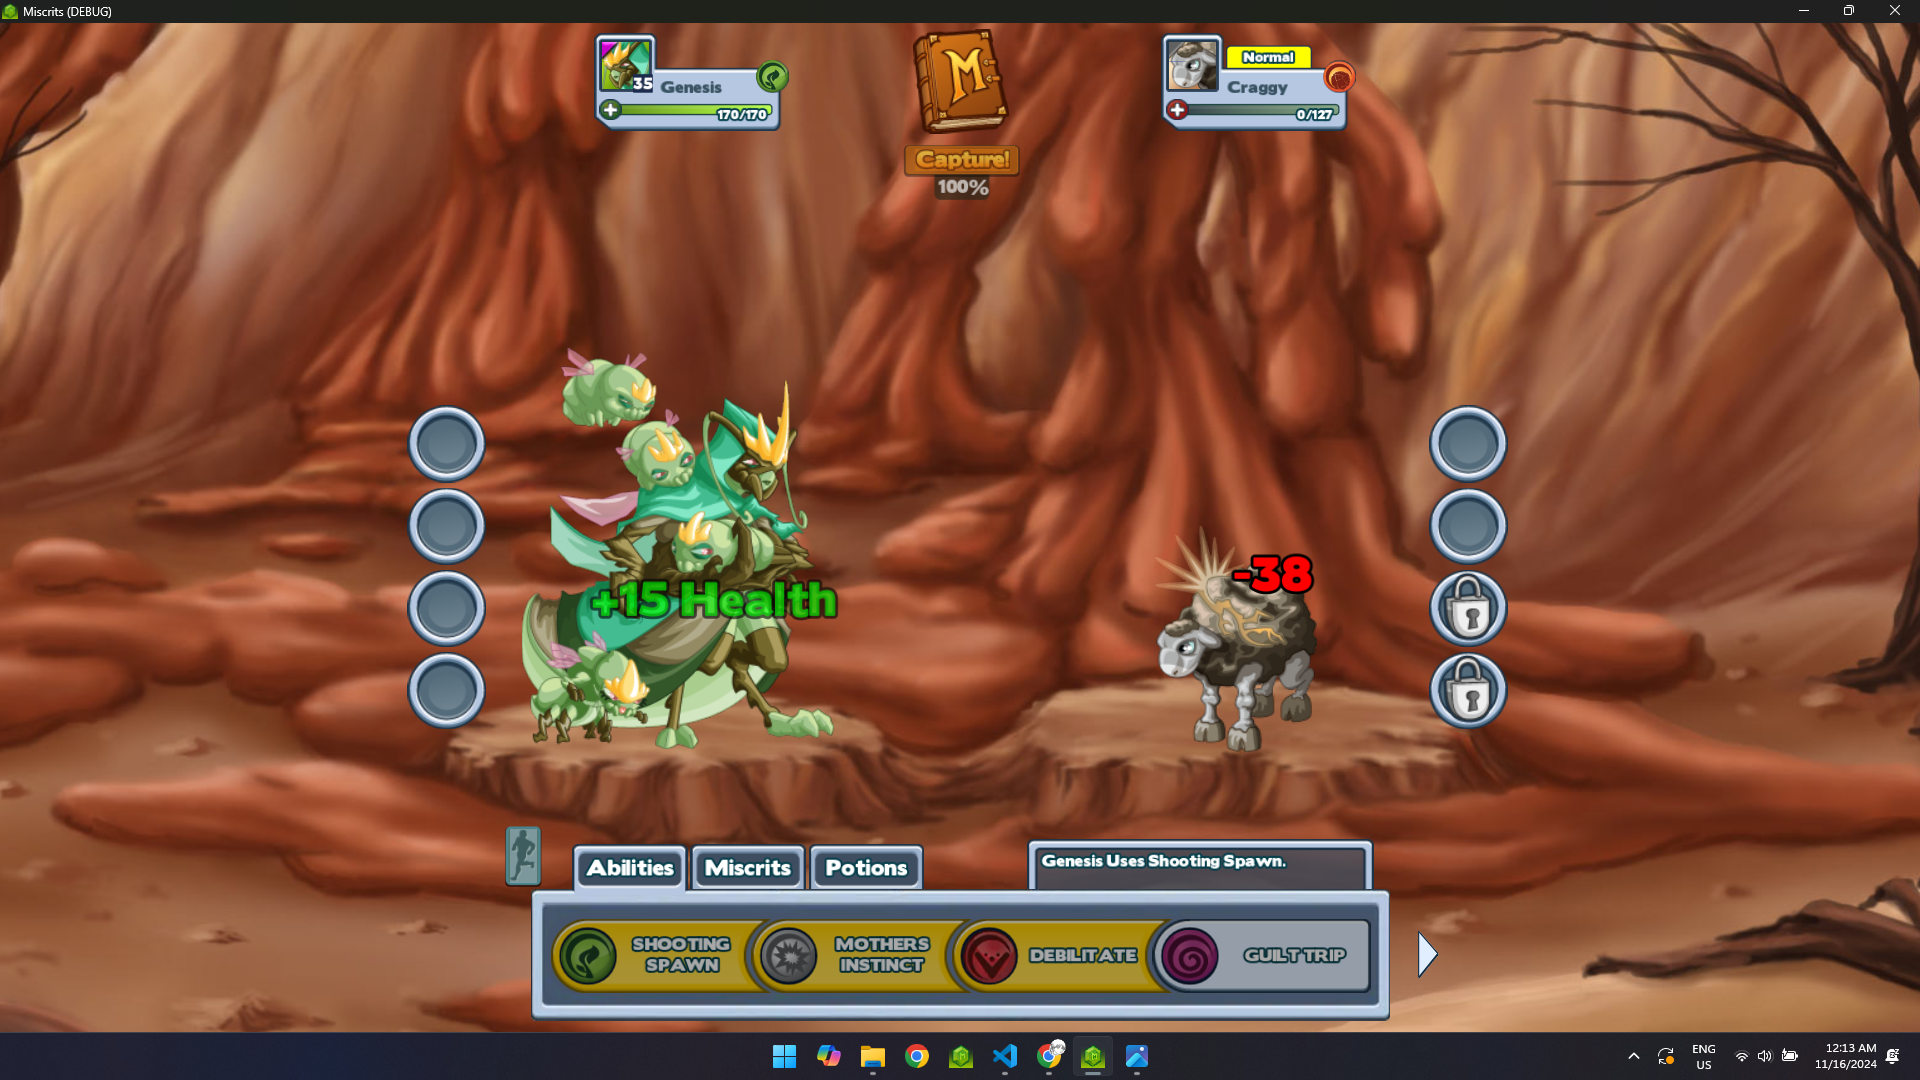 Miscrits (DEBUG)
35
Genesis
170/170
M
Capture!
100%
Normal
Craggy
0/127
+15 Health
-38
Abilities
Miscrits
Potions
Genesis Uses Shooting Spawn.
SHOOTING
SPAWN
MOTHERS
INSTINCT
DEBILITATE
GUILT TRIP
ENG
US
12:13 AM
11/16/2024